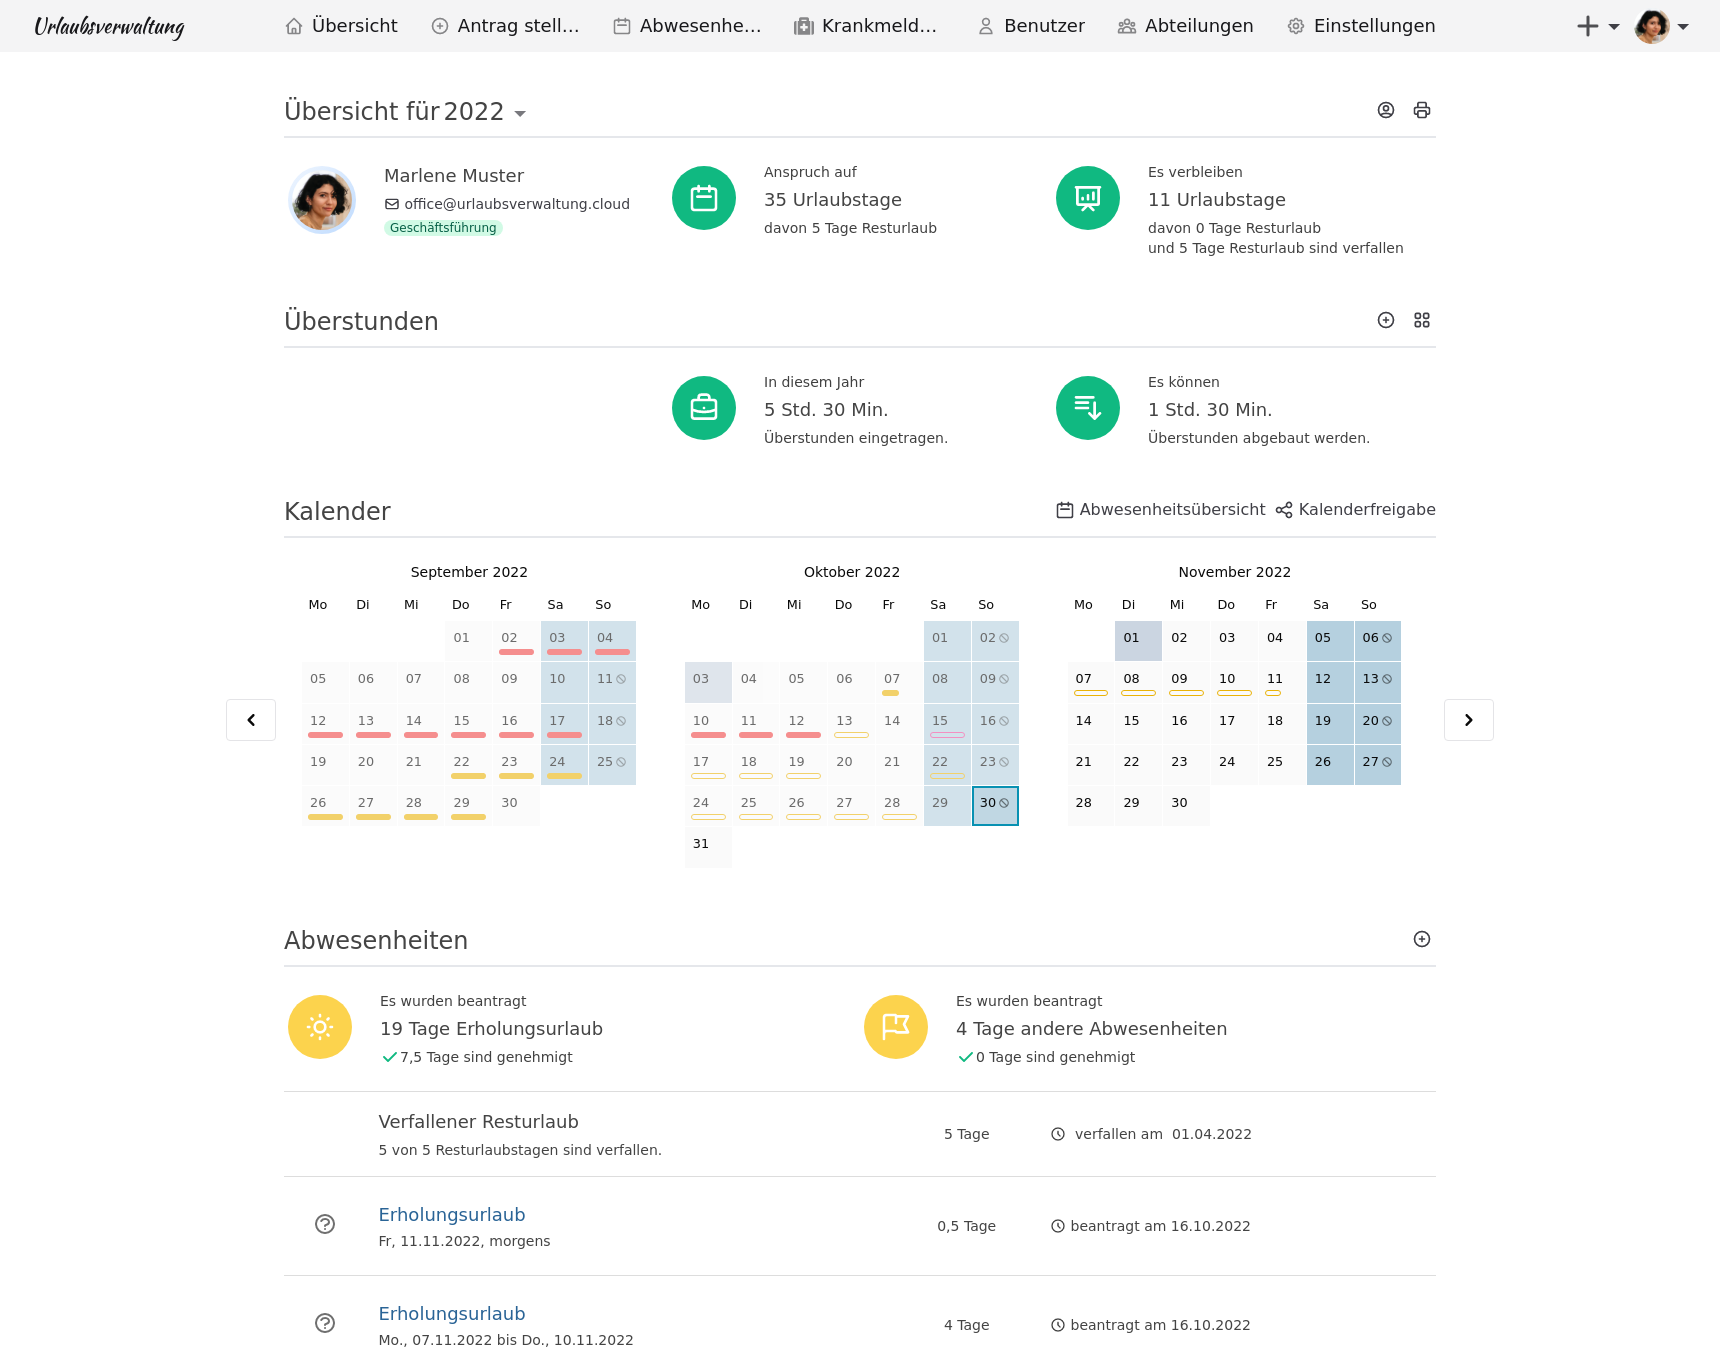 Urlaubsverwaltung Übersicht Antrag stell... Abwesenhe... Krankmeld... Benutzer Abteilungen Einstellungen
Übersicht für 2022
Marlene Muster
office@urlaubsverwaltung.cloud
Geschäftsführung
Anspruch auf
35 Urlaubstage
davon 5 Tage Resturlaub
Es verbleiben
11 Urlaubstage
davon 0 Tage Resturlaub
und 5 Tage Resturlaub sind verfallen
Überstunden
In diesem Jahr
5 Std. 30 Min.
Überstunden eingetragen.
Es können
1 Std. 30 Min.
Überstunden abgebaut werden.
Kalender
Abwesenheitsübersicht Kalenderfreigabe
September 2022
Mo Di Mi Do Fr Sa So
01 02 03 04
05 06 07 08 09 10 11
12 13 14 15 16 17 18
19 20 21 22 23 24 25
26 27 28 29 30
Oktober 2022
Mo Di Mi Do Fr Sa So
01 02
03 04 05 06 07 08 09
10 11 12 13 14 15 16
17 18 19 20 21 22 23
24 25 26 27 28 29 30
31
November 2022
Mo Di Mi Do Fr Sa So
01 02 03 04 05 06
07 08 09 10 11 12 13
14 15 16 17 18 19 20
21 22 23 24 25 26 27
28 29 30
Abwesenheiten
Es wurden beantragt
19 Tage Erholungsurlaub
7,5 Tage sind genehmigt
Es wurden beantragt
4 Tage andere Abwesenheiten
0 Tage sind genehmigt
Verfallener Resturlaub
5 von 5 Resturlaubstagen sind verfallen.
5 Tage
verfallen am 01.04.2022
Erholungsurlaub
Fr, 11.11.2022, morgens
0,5 Tage
beantragt am 16.10.2022
Erholungsurlaub
Mo., 07.11.2022 bis Do., 10.11.2022
4 Tage
beantragt am 16.10.2022